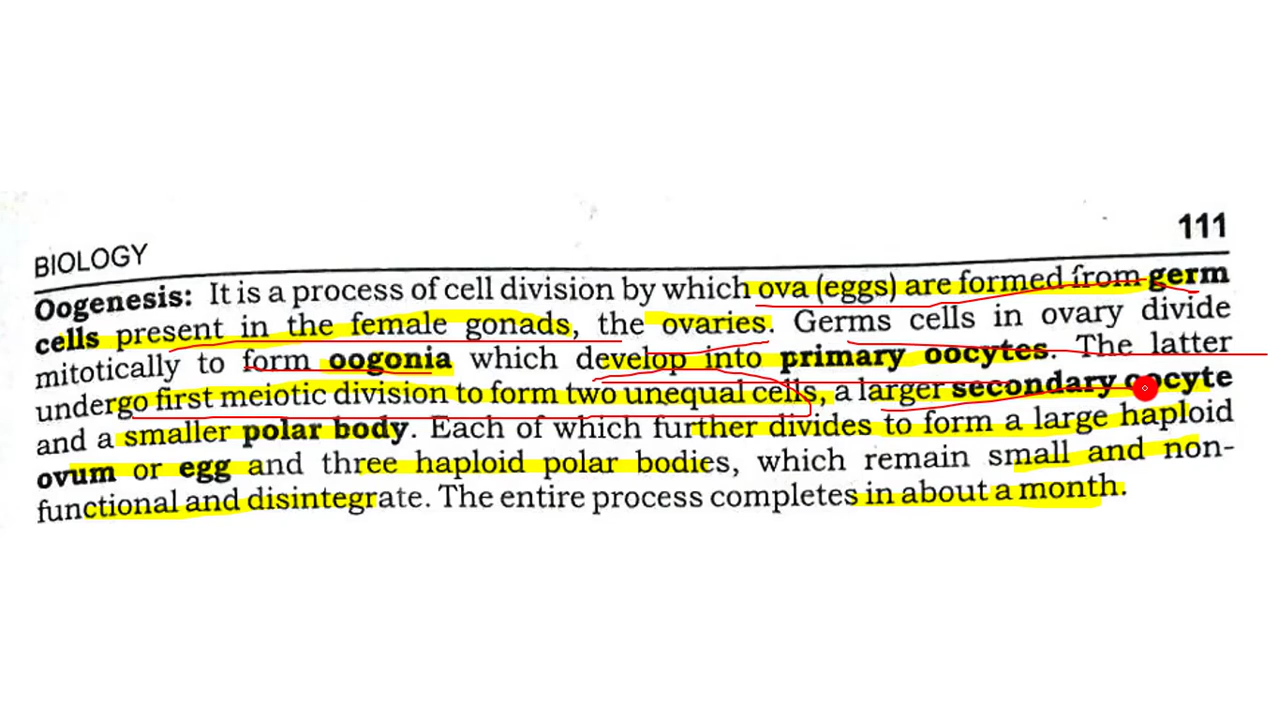 BIOLOGY 111
Oogenesis: It is a process of cell division by which ova (eggs) are formed from germ
cells present in the female gonads, the ovaries. Germs cells in ovary divide
mitotically to form oogonia which develop into primary oocytes. The latter
undergo first meiotic division to form two unequal cells, a larger secondary oocyte
and a smaller polar body. Each of which further divides to form a large haploid
ovum or egg and three haploid polar bodies, which remain small and non-
functional and disintegrate. The entire process completes in about a month.